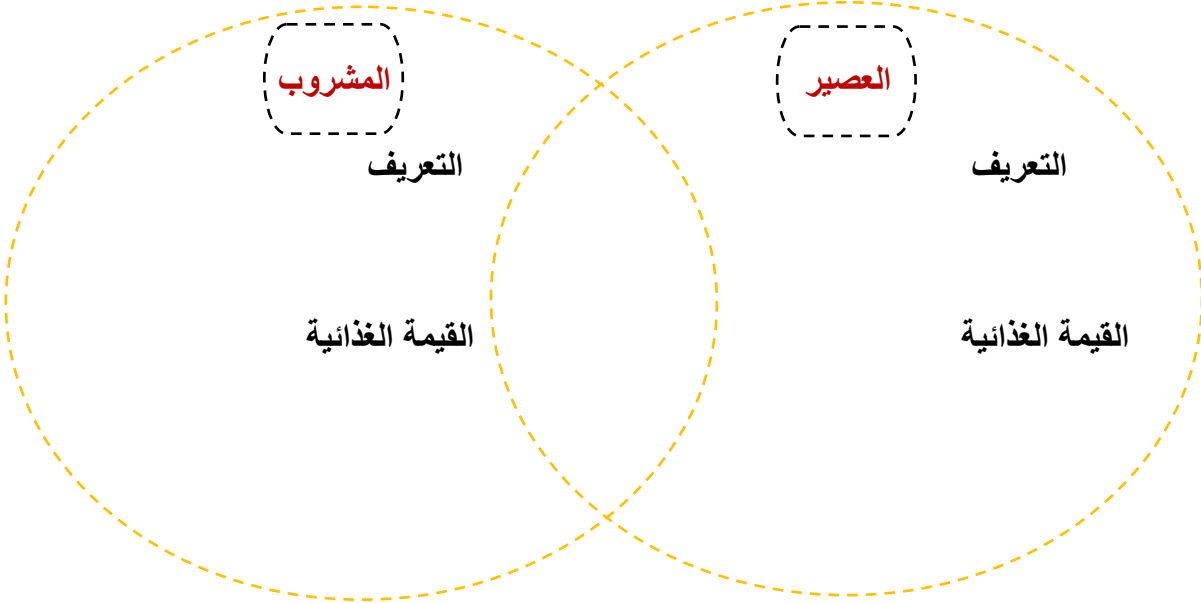 العصير
المشروب
التعريف
التعريف
القيمة الغذائية
القيمة الغذائية